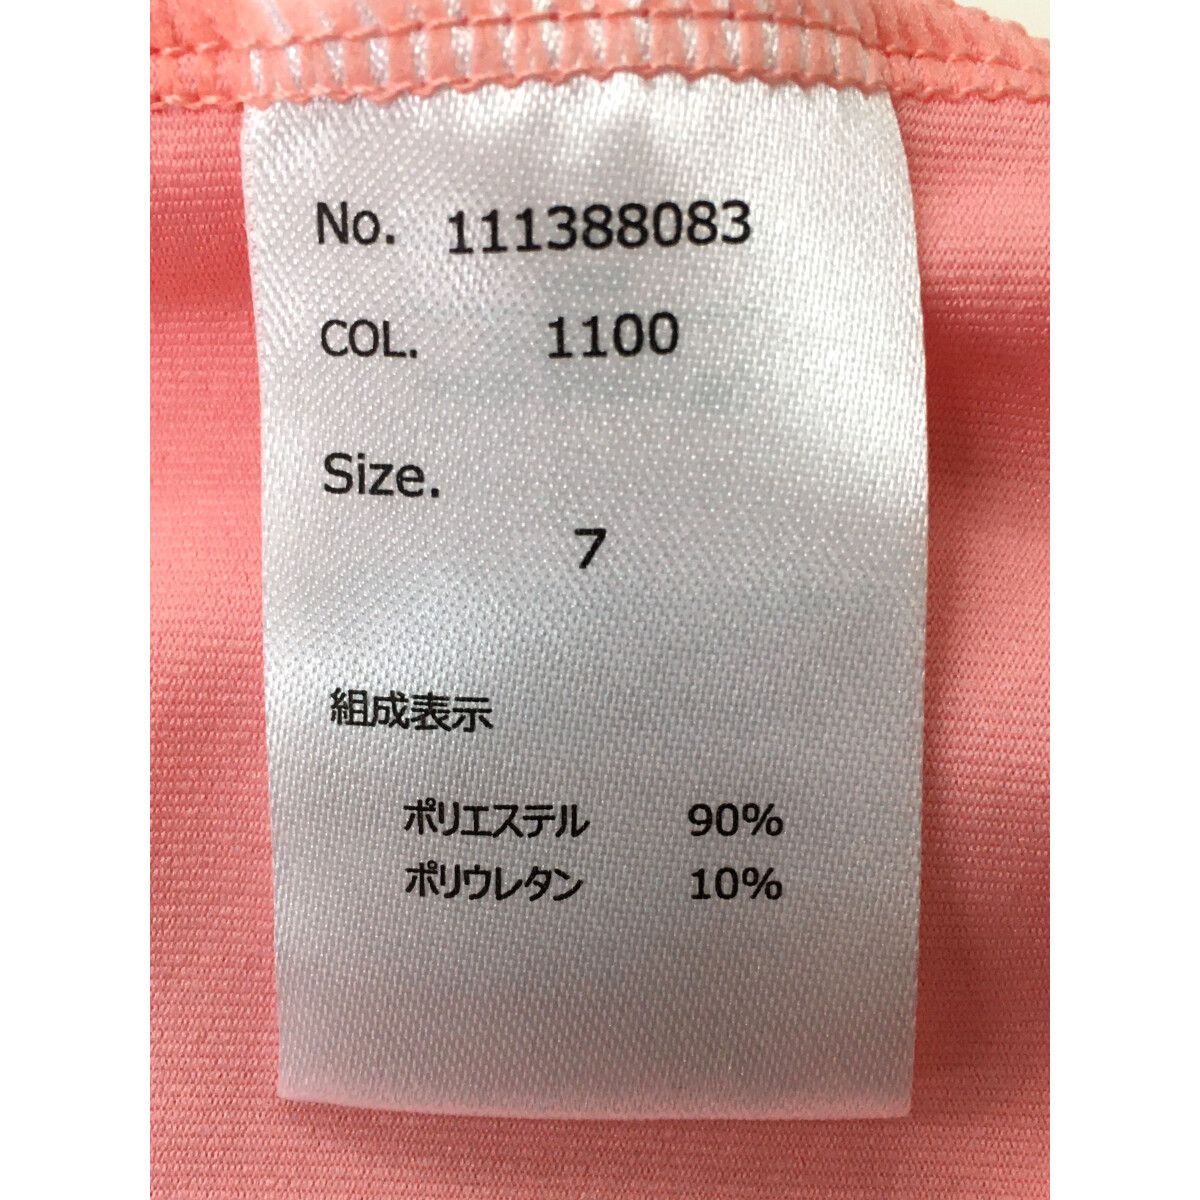 No. 111388083
COL. 1100
Size.
7
組成表示
ポリエステル 90%
ポリウレタン 10%